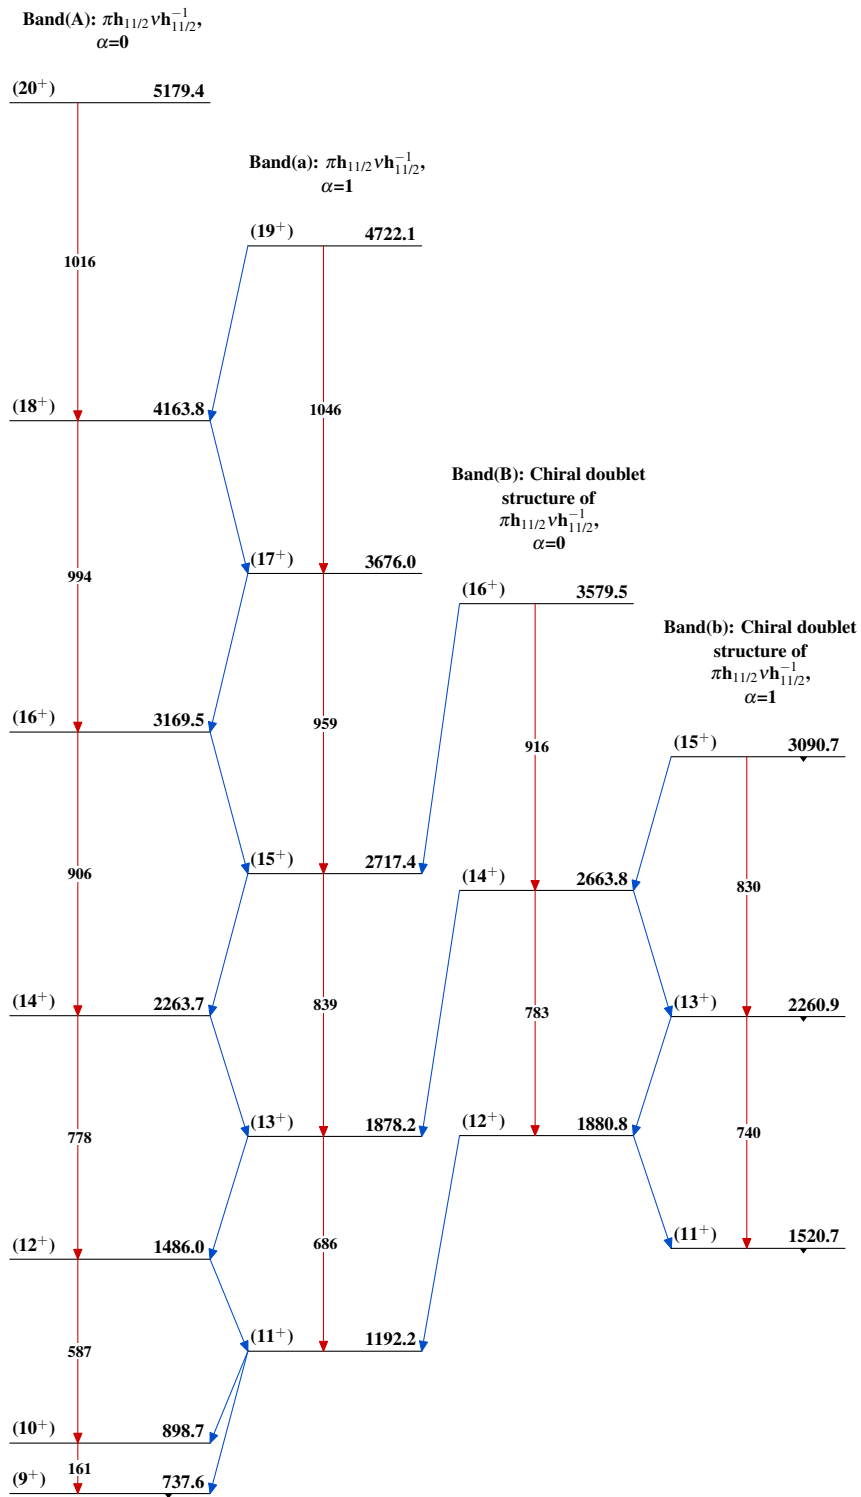 Band(A): πh₁₁/₂νh₁₁/₂⁻¹,
α=0
(20⁺) 5179.4
1016
(18⁺) 4163.8
994
(16⁺) 3169.5
906
(14⁺) 2263.7
778
(12⁺) 1486.0
587
(10⁺) 898.7
161
(9⁺) 737.6
Band(a): πh₁₁/₂νh₁₁/₂⁻¹,
α=1
(19⁺) 4722.1
1046
(17⁺) 3676.0
959
(15⁺) 2717.4
839
(13⁺) 1878.2
686
(11⁺) 1192.2
Band(B): Chiral doublet
structure of
πh₁₁/₂νh₁₁/₂⁻¹,
α=0
(16⁺) 3579.5
916
(14⁺) 2663.8
783
(12⁺) 1880.8
Band(b): Chiral doublet
structure of
πh₁₁/₂νh₁₁/₂⁻¹,
α=1
(15⁺) 3090.7
830
(13⁺) 2260.9
740
(11⁺) 1520.7